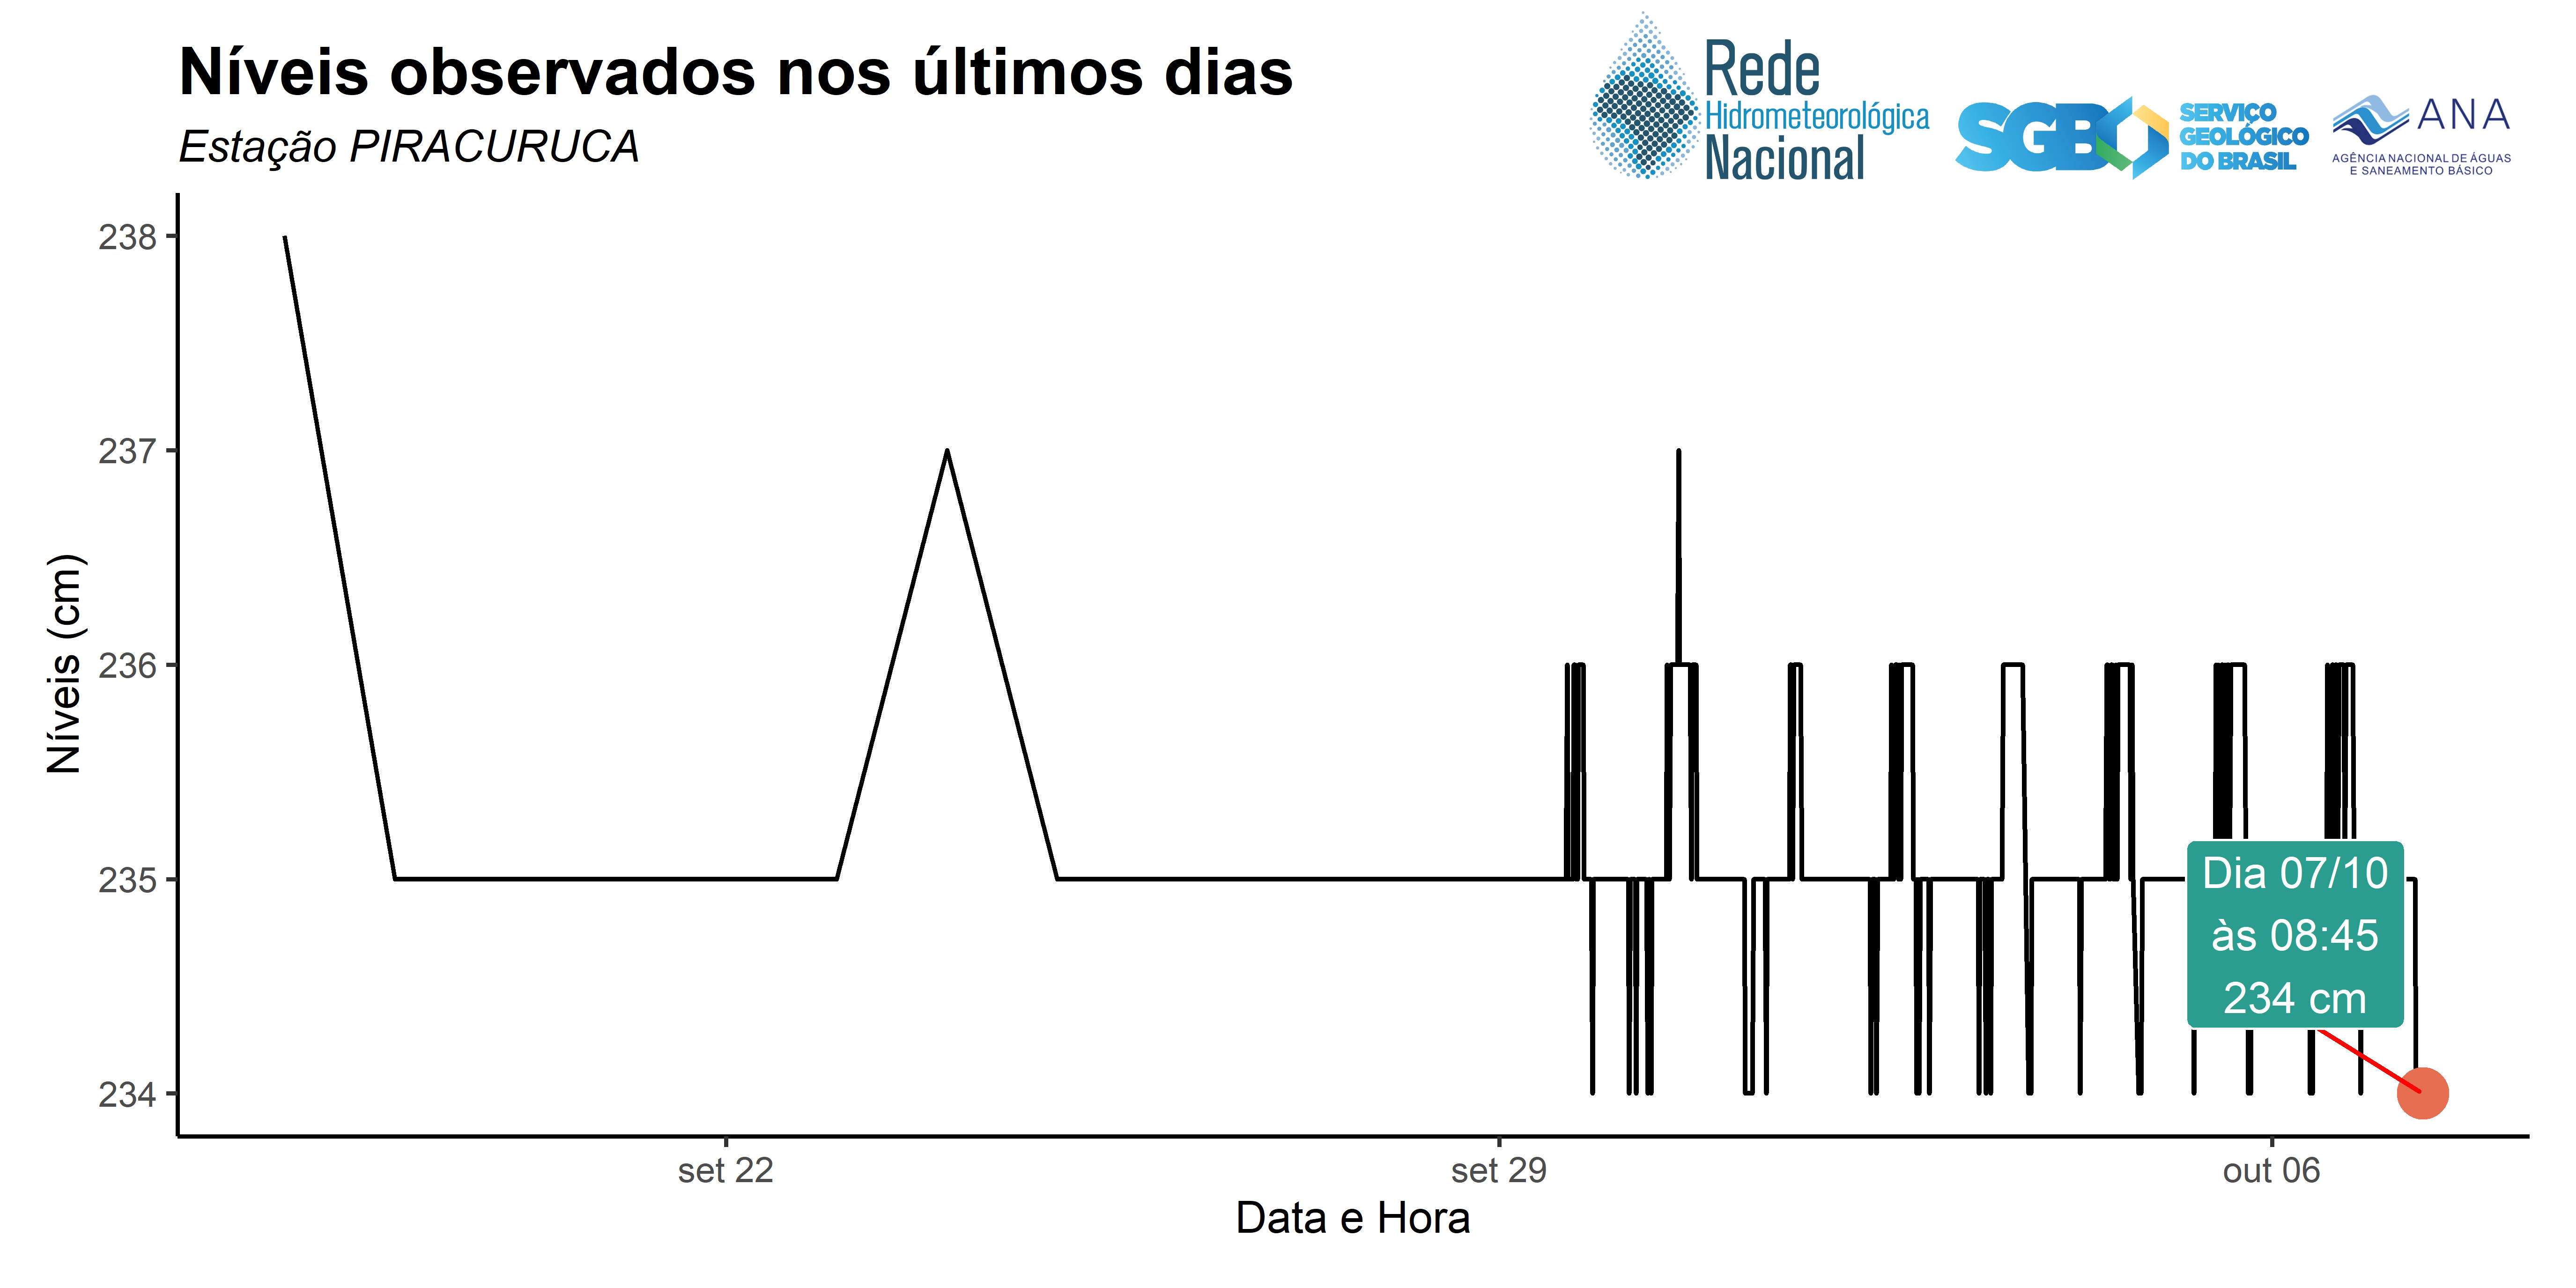 Níveis observados nos últimos dias
Estação PIRACURUCA
Rede
Hidrometeorológica
Nacional
SGB
SERVIÇO
GEOLÓGICO
DO BRASIL
ANA
AGÊNCIA NACIONAL DE ÁGUAS
E SANEAMENTO BÁSICO
Níveis (cm)
238
237
236
235
234
Dia 07/10
às 08:45
234 cm
set 22
set 29
out 06
Data e Hora